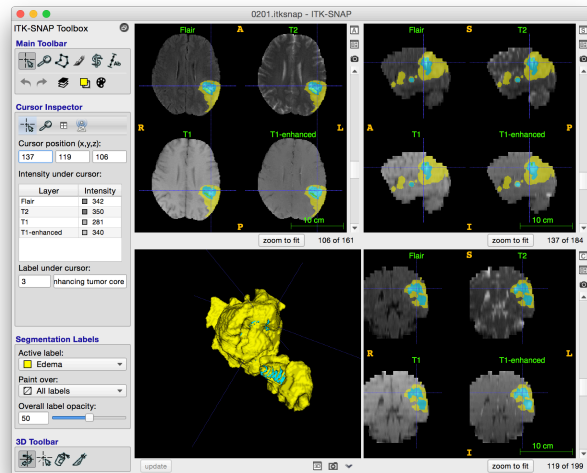 0201.itksnap - ITK-SNAP
ITK-SNAP Toolbox
Main Toolbar
Cursor Inspector
Cursor position (x,y,z):
137 119 106
Intensity under cursor:
Layer Intensity
Flair 342
T2 350
T1 281
T1-enhanced 340
Label under cursor:
3 nhancing tumor core
Segmentation Labels
Active label:
Edema
Paint over:
All labels
Overall label opacity:
50
3D Toolbar
Flair A T2
R L
T1 T1-enhanced
10 cm
P
zoom to fit 106 of 161
A
Flair S T2
A P
T1 T1-enhanced
10 cm
I
zoom to fit 137 of 184
S
update
3D
Flair S T2
R L
T1 T1-enhanced
10 cm
I
zoom to fit 119 of 199
C